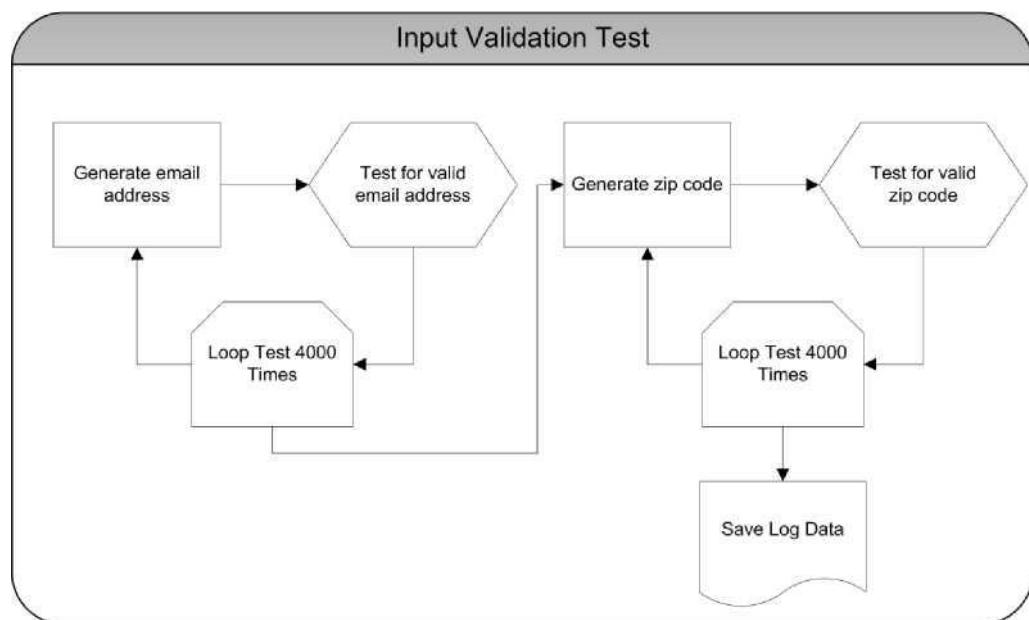 Input Validation Test
Generate email
address
Test for valid
email address
Generate zip code
Test for valid
zip code
Loop Test 4000
Times
Loop Test 4000
Times
Save Log Data